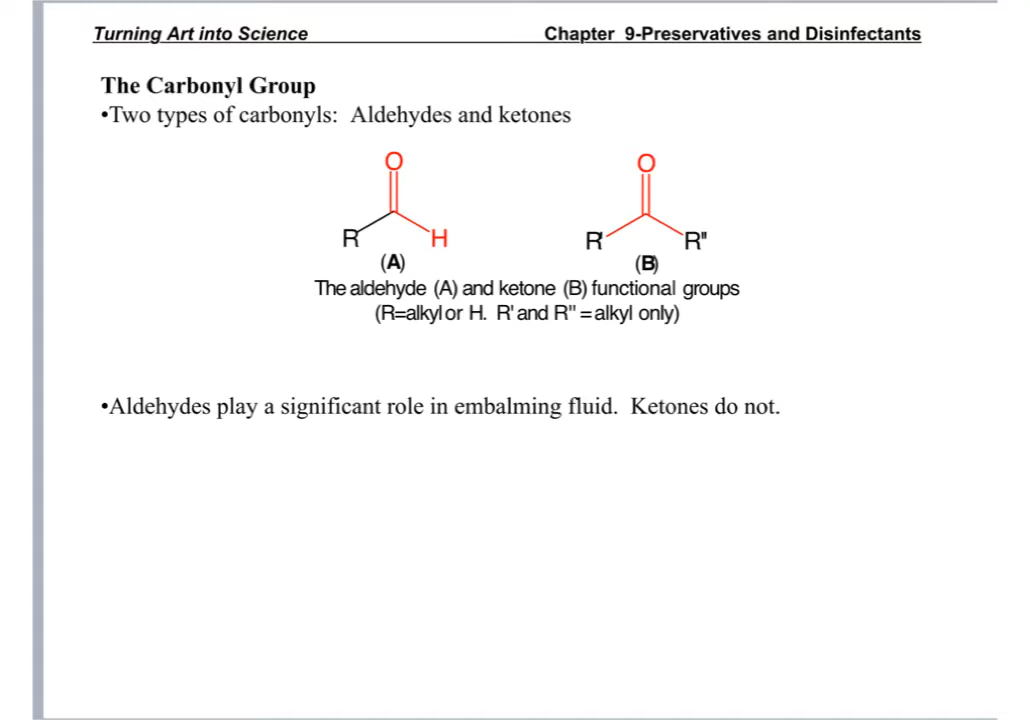 Turning Art into Science Chapter 9-Preservatives and Disinfectants
The Carbonyl Group
•Two types of carbonyls: Aldehydes and ketones
O O
R H R' R"
(A) (B)
The aldehyde (A) and ketone (B) functional groups
(R=alkyl or H. R' and R" = alkyl only)
•Aldehydes play a significant role in embalming fluid. Ketones do not.